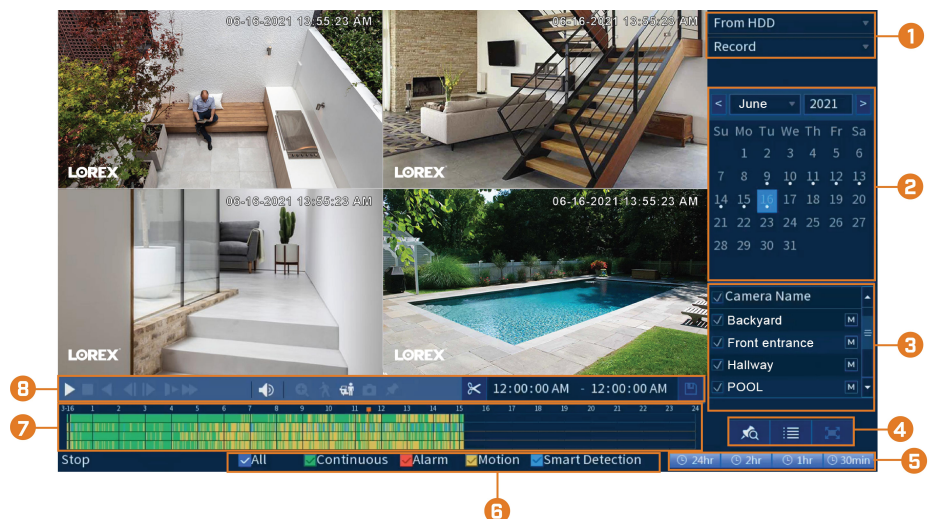 06-16-2021 13:55:23 AM
06-16-2021 13:55:23 AM
LOREX
LOREX
06-16-2021 13:55:23 AM
06-16-2021 13:55:23 AM
LOREX
LOREX
From HDD
Record
1
< June 2021 >
Su Mo Tu We Th Fr Sa
1 2 3 4 5 6
7 8 9 10 11 12 13
14 15 16 17 18 19 20
21 22 23 24 25 26 27
28 29 30 31
2
Camera Name
Backyard M
Front entrance M
Hallway M
POOL M
3
4
8
12:00:00 AM - 12:00:00 AM
7
3-16 1 2 3 4 5 6 7 8 9 10 11 12 13 14 15 16 17 18 19 20 21 22 23 24
Stop
All Continuous Alarm Motion Smart Detection
24hr 2hr 1hr 30min
5
6